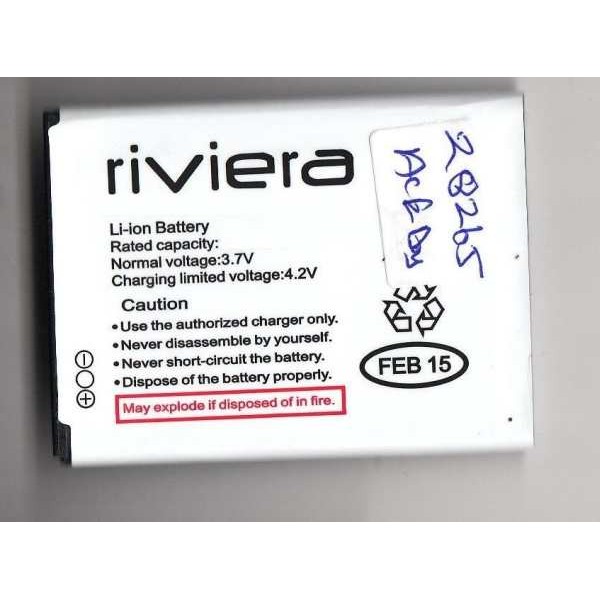 riviera
Li-ion Battery
Rated capacity:
Normal voltage:3.7V
Charging limited voltage:4.2V
Caution
•Use the authorized charger only.
•Never disassemble by yourself.
•Never short-circuit the battery.
•Dispose of the battery properly.
May explode if disposed of in fire.
FEB 15
28265